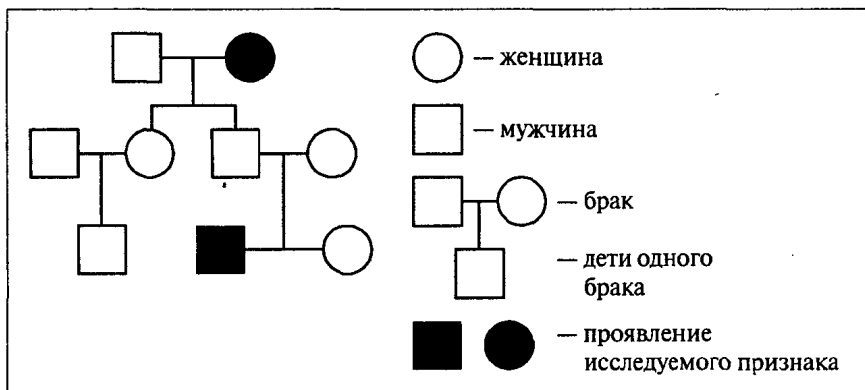 — женщина
— мужчина
— брак
— дети одного
брака
— проявление
исследуемого признака